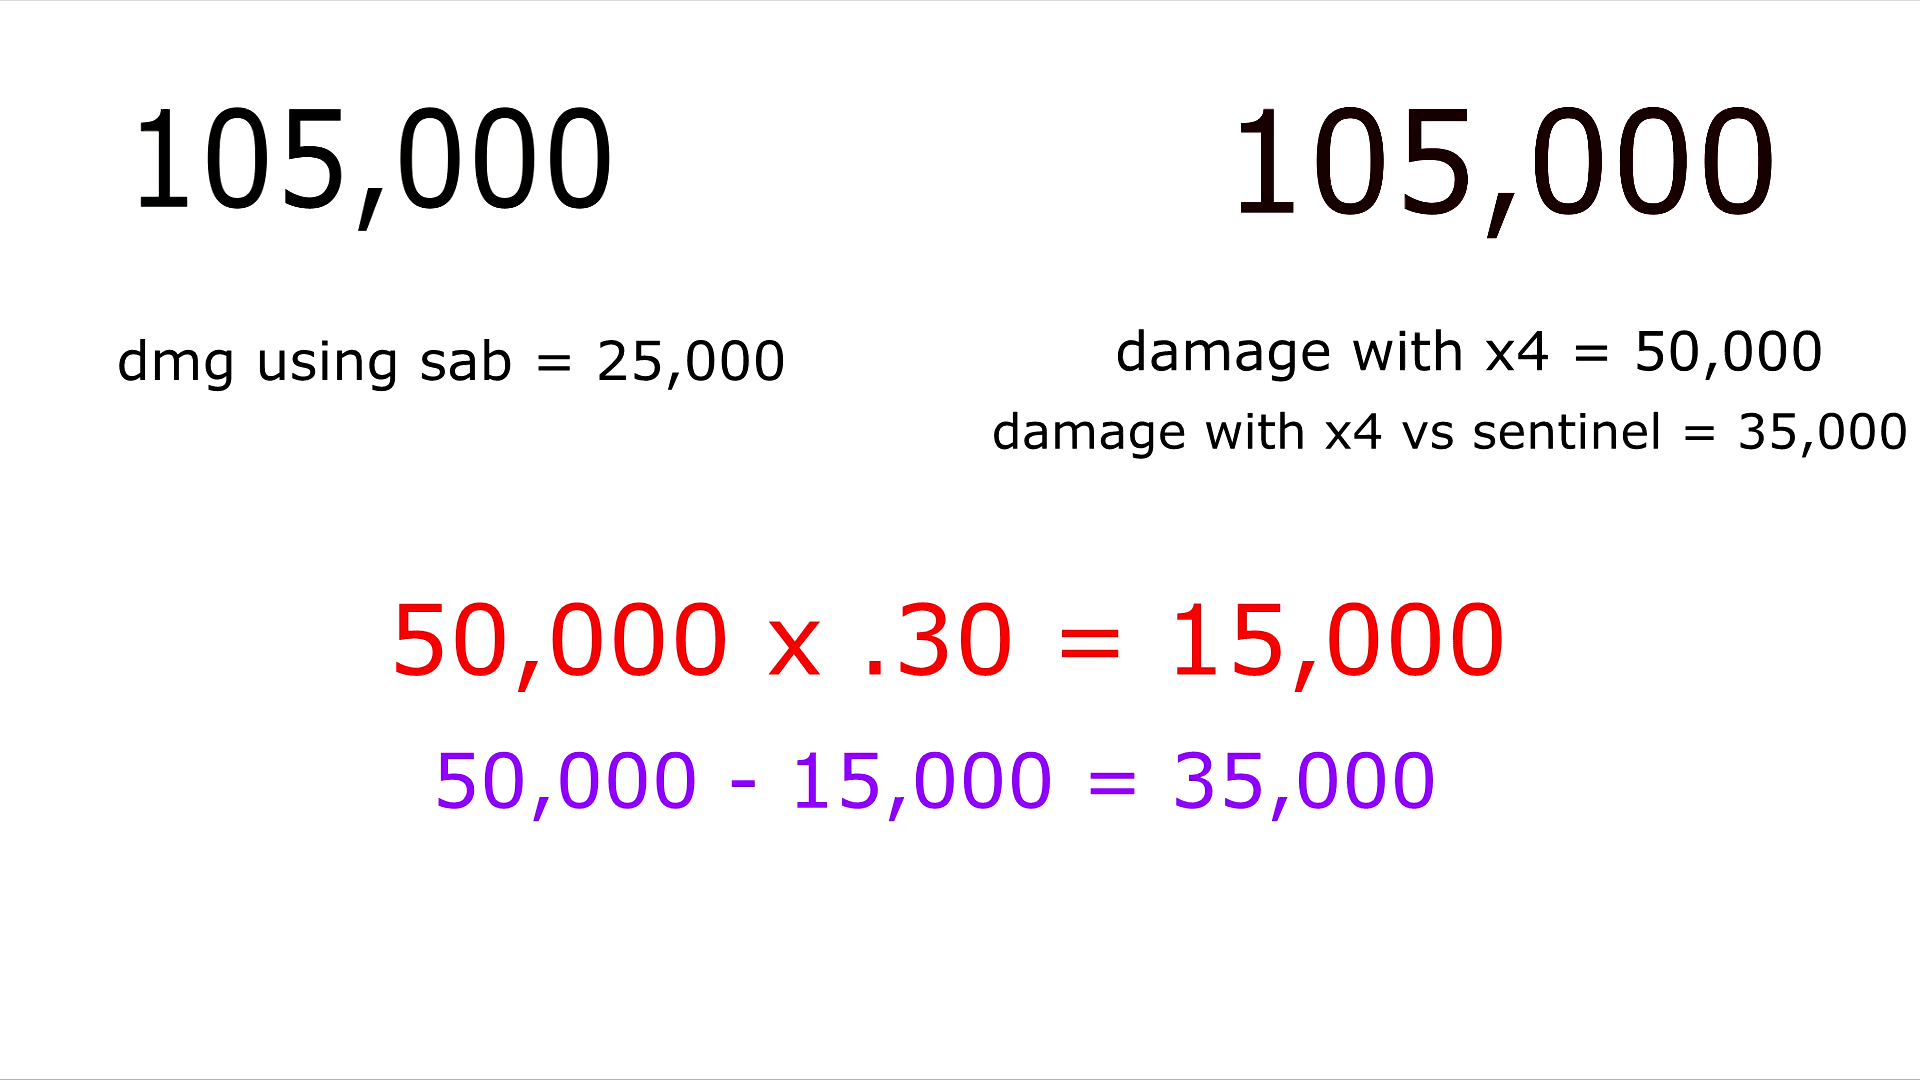 105,000
105,000
dmg using sab = 25,000
damage with x4 = 50,000
damage with x4 vs sentinel = 35,000
50,000 x .30 = 15,000
50,000 - 15,000 = 35,000